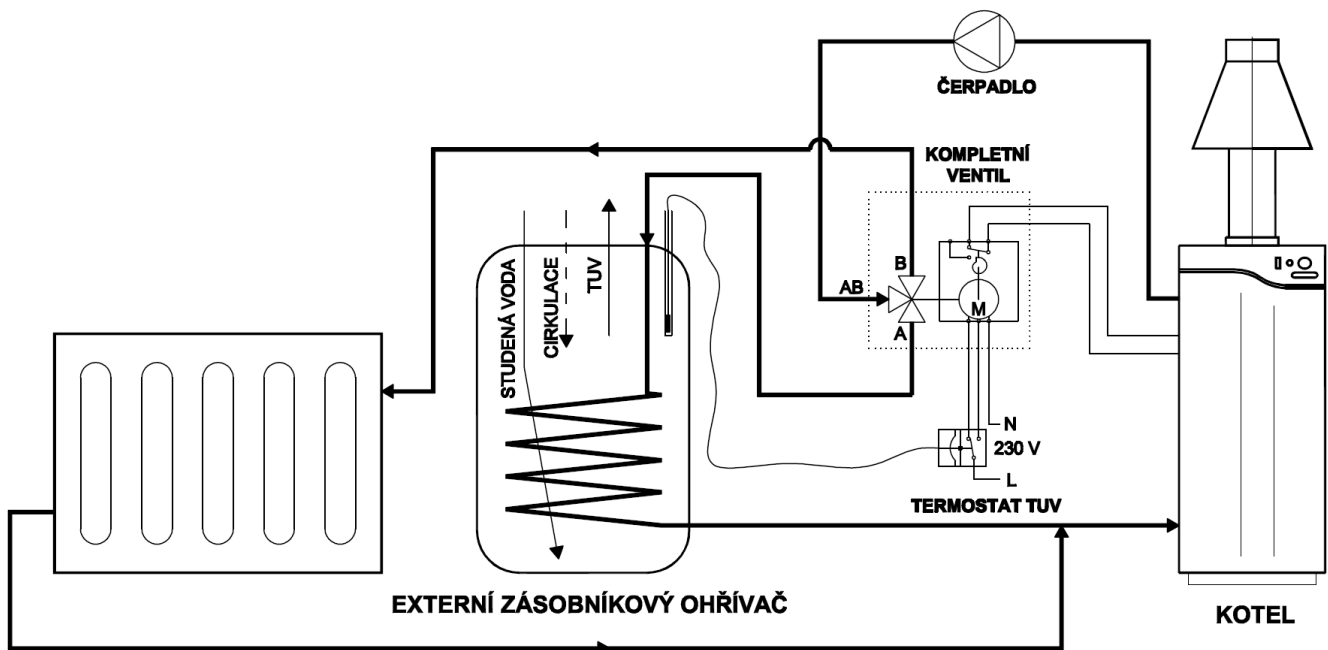 ČERPADLO
KOMPLETNÍ
VENTIL
B
AB
M
A
STUDENÁ VODA
CIRKULACE
TUV
N
230 V
L
TERMOSTAT TUV
EXTERNÍ ZÁSOBNÍKOVÝ OHŘÍVAČ
KOTEL